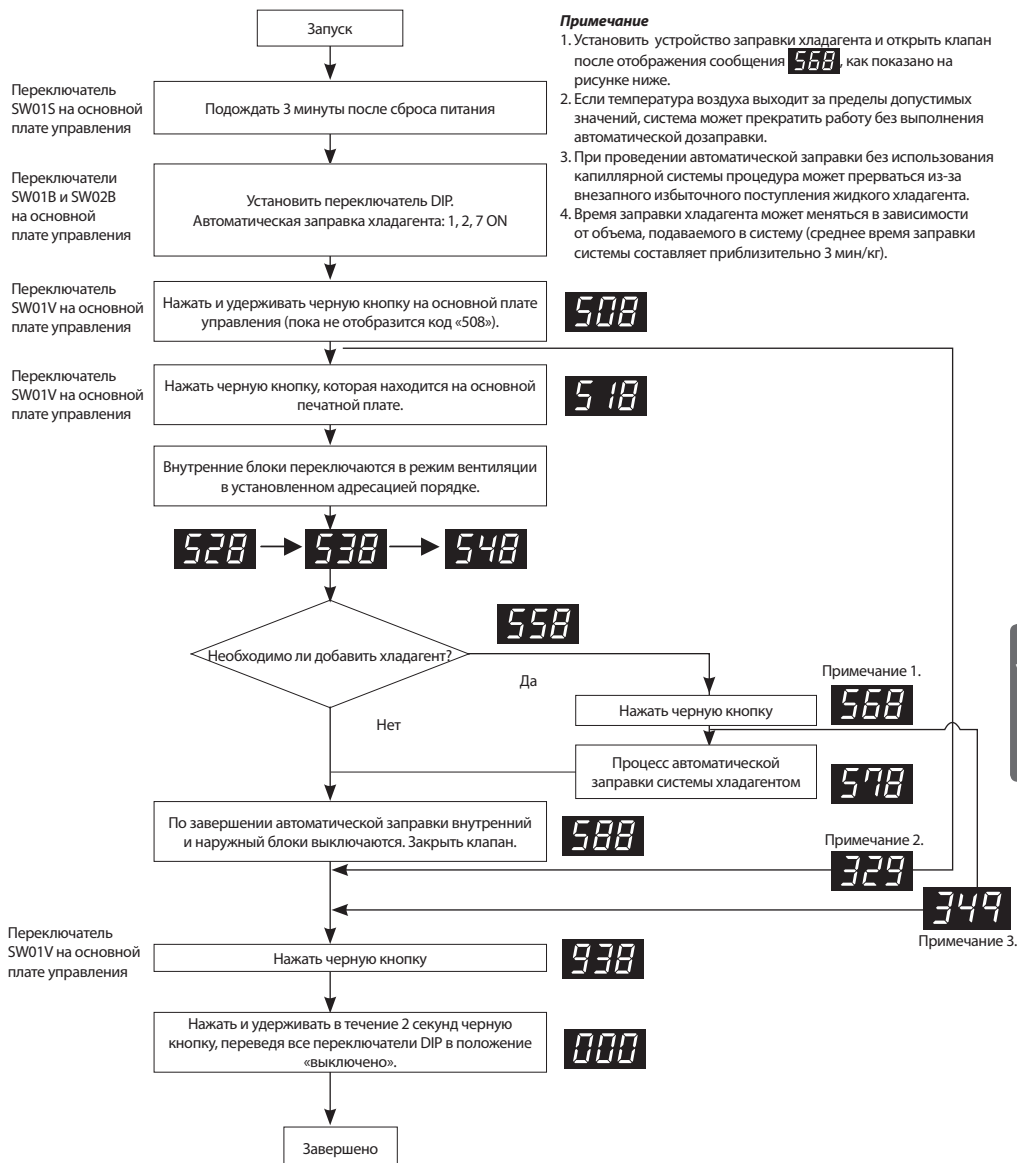 Запуск
Переключатель
SW01S на основной
плате управления
Подождать 3 минуты после сброса питания
Переключатели
SW01B и SW02B
на основной
плате управления
Установить переключатель DIP.
Автоматическая заправка хладагента: 1, 2, 7 ON
Переключатель
SW01V на основной
плате управления
Нажать и удерживать черную кнопку на основной плате
управления (пока не отобразится код «508»).
508
Переключатель
SW01V на основной
плате управления
Нажать черную кнопку, которая находится на основной
печатной плате.
518
Внутренние блоки переключаются в режим вентиляции
в установленном адресацией порядке.
528
538
548
558
Необходимо ли добавить хладагент?
Да
Нет
Примечание 1.
Нажать черную кнопку
568
Процесс автоматической
заправки системы хладагентом
578
По завершении автоматической заправки внутренний
и наружный блоки выключаются. Закрыть клапан.
588
Примечание 2.
329
349
Примечание 3.
Переключатель
SW01V на основной
плате управления
Нажать черную кнопку
938
Нажать и удерживать в течение 2 секунд черную
кнопку, переведя все переключатели DIP в положение
«выключено».
000
Завершено
Примечание
1. Установить устройство заправки хладагента и открыть клапан
после отображения сообщения 568, как показано на
рисунке ниже.
2. Если температура воздуха выходит за пределы допустимых
значений, система может прекратить работу без выполнения
автоматической дозаправки.
3. При проведении автоматической заправки без использования
капиллярной системы процедура может прерваться из-за
внезапного избыточного поступления жидкого хладагента.
4. Время заправки хладагента может меняться в зависимости
от объема, подаваемого в систему (среднее время заправки
системы составляет приблизительно 3 мин/кг).